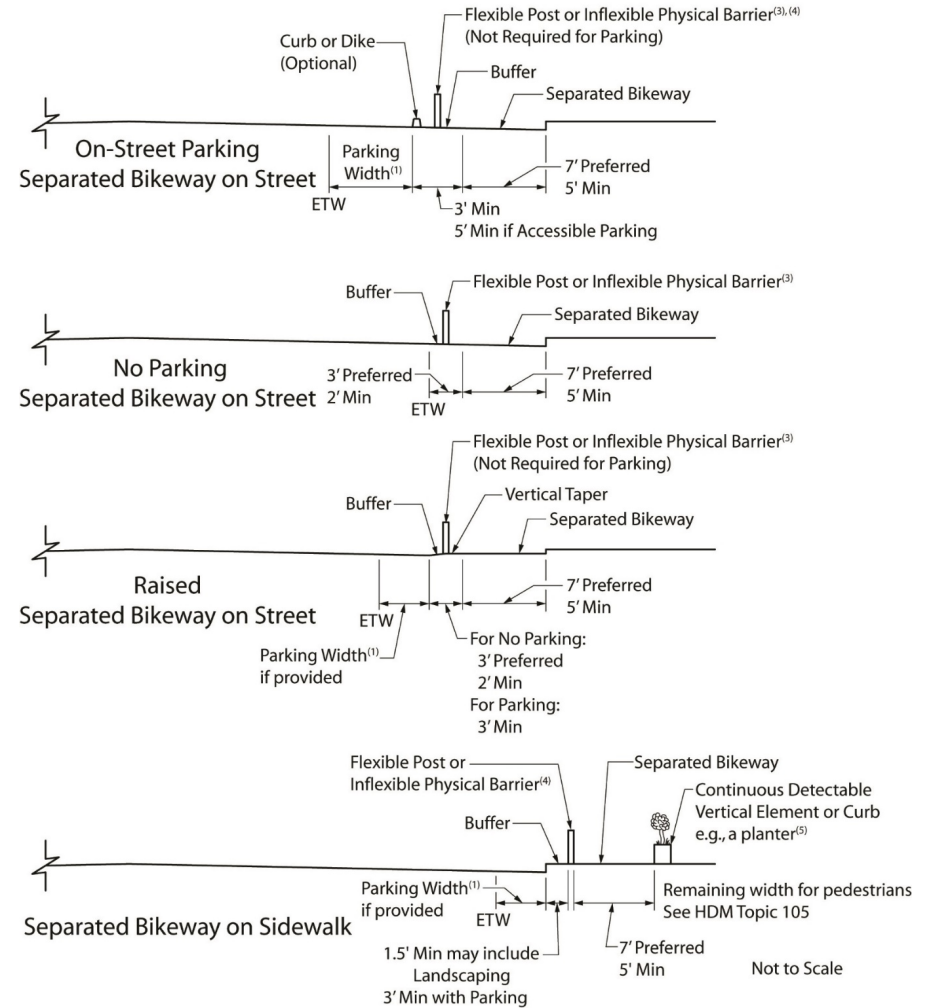 Flexible Post or Inflexible Physical Barrier(3), (4)
(Not Required for Parking)
Curb or Dike
(Optional)
Buffer
Separated Bikeway
On-Street Parking
Separated Bikeway on Street
Parking
Width(1)
ETW
7' Preferred
5' Min
3' Min
5' Min if Accessible Parking
Flexible Post or Inflexible Physical Barrier(3)
Buffer
Separated Bikeway
No Parking
Separated Bikeway on Street
3' Preferred
2' Min
ETW
7' Preferred
5' Min
Flexible Post or Inflexible Physical Barrier(3)
(Not Required for Parking)
Vertical Taper
Buffer
Separated Bikeway
Raised
Separated Bikeway on Street
7' Preferred
5' Min
ETW
Parking Width(1)
if provided
For No Parking:
3' Preferred
2' Min
For Parking:
3' Min
Flexible Post or
Inflexible Physical Barrier(4)
Separated Bikeway
Continuous Detectable
Vertical Element or Curb
e.g., a planter(5)
Buffer
Parking Width(1)
if provided
ETW
Remaining width for pedestrians
See HDM Topic 105
Separated Bikeway on Sidewalk
1.5' Min may include
Landscaping
3' Min with Parking
7' Preferred
5' Min
Not to Scale